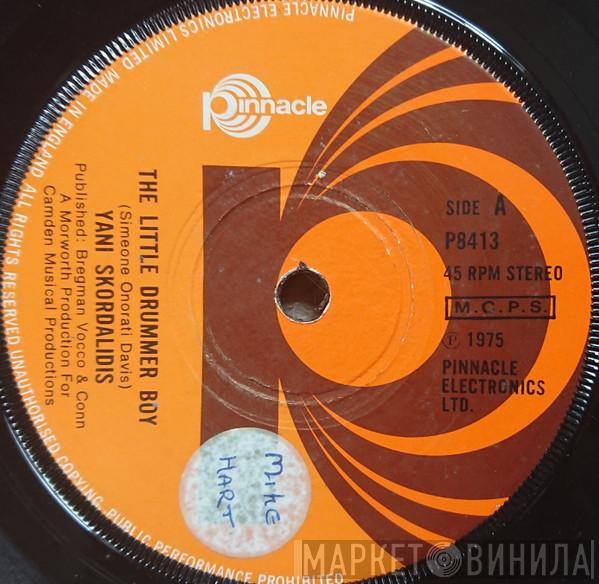 Pinnacle
THE LITTLE DRUMMER BOY
(Simeone Onorati Davis)
YANI SKORDALIDIS
Published: Bregman Vocco & Conn
A Morworth Production For
Camden Musical Productions
SIDE A
P8413
45 RPM STEREO
M.C.P.S.
℗ 1975
PINNACLE
ELECTRONICS
LTD.
MIKE
HART
PINNACLE ELECTRONICS LIMITED MADE IN ENGLAND ALL RIGHTS RESERVED UNAUTHORISED COPYING, PUBLIC PERFORMANCE PROHIBITED
МАРКЕТ ВИНИЛА!